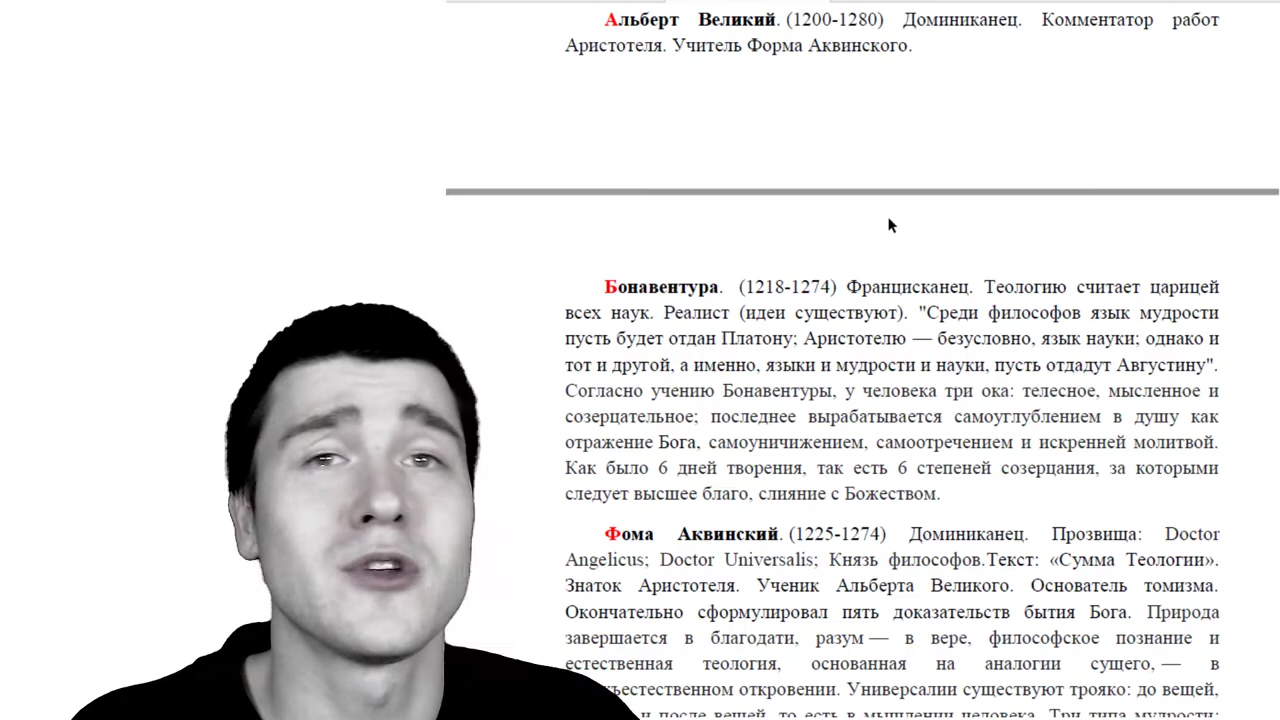 Альберт Великий. (1200-1280) Доминиканец. Комментатор работ
Аристотеля. Учитель Форма Аквинского.
Бонавентура. (1218-1274) Францисканец. Теологию считает царицей
всех наук. Реалист (идеи существуют). "Среди философов язык мудрости
пусть будет отдан Платону; Аристотелю — безусловно, язык науки; однако и
тот и другой, а именно, языки и мудрости и науки, пусть отдадут Августину".
Согласно учению Бонавентуры, у человека три ока: телесное, мысленное и
созерцательное; последнее вырабатывается самоуглублением в душу как
отражение Бога, самоуничижением, самоотречением и искренней молитвой.
Как было 6 дней творения, так есть 6 степеней созерцания, за которыми
следует высшее благо, слияние с Божеством.
Фома Аквинский. (1225-1274) Доминиканец. Прозвища: Doctor
Angelicus; Doctor Universalis; Князь философов.Текст: «Сумма Теологии».
Знаток Аристотеля. Ученик Альберта Великого. Основатель томизма.
Окончательно сформулировал пять доказательств бытия Бога. Природа
завершается в благодати, разум — в вере, философское познание и
естественная теология, основанная на аналогии сущего, — в
откровении. Универсалии существуют трояко: до вещей,
и после вещей, то есть в мышлении человека. Три типа мудрости: